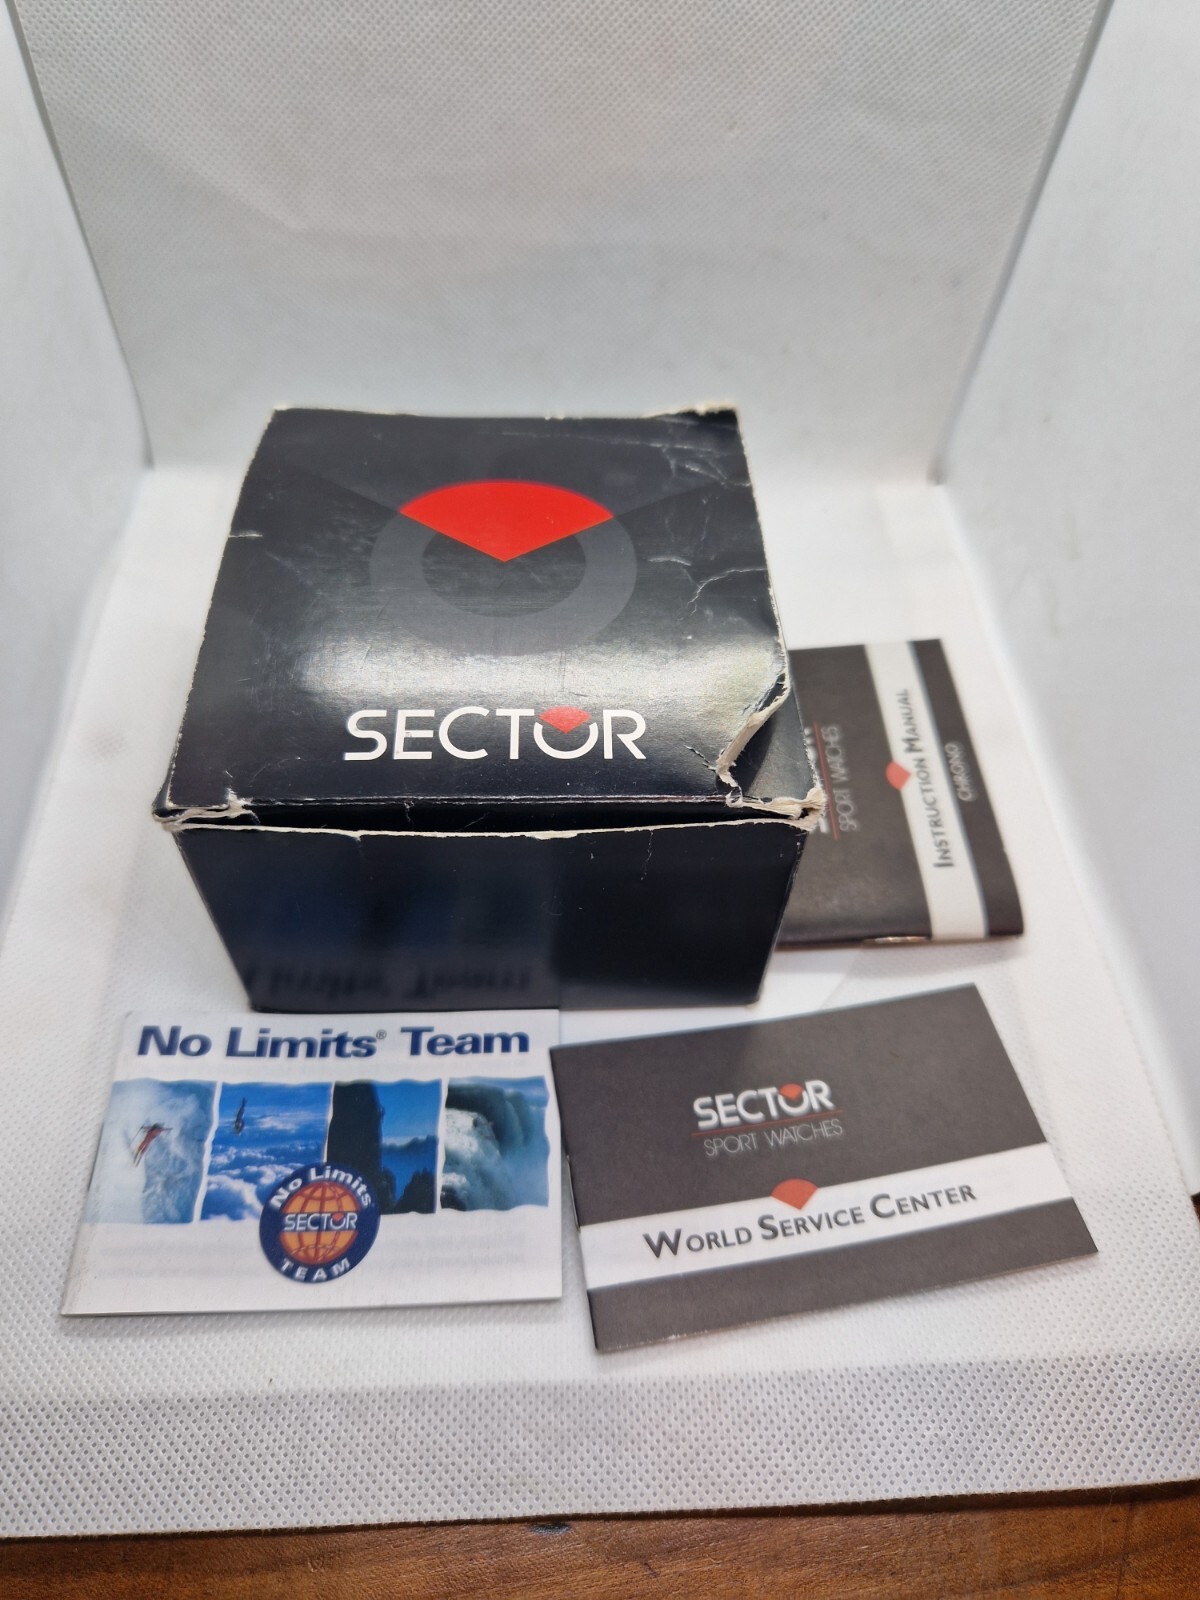 SECTOR
SPORT WATCHES
INSTRUCTION MANUAL
CHRONO
No Limits® Team
No Limits
SECTOR
TEAM
SECTOR
SPORT WATCHES
WORLD SERVICE CENTER